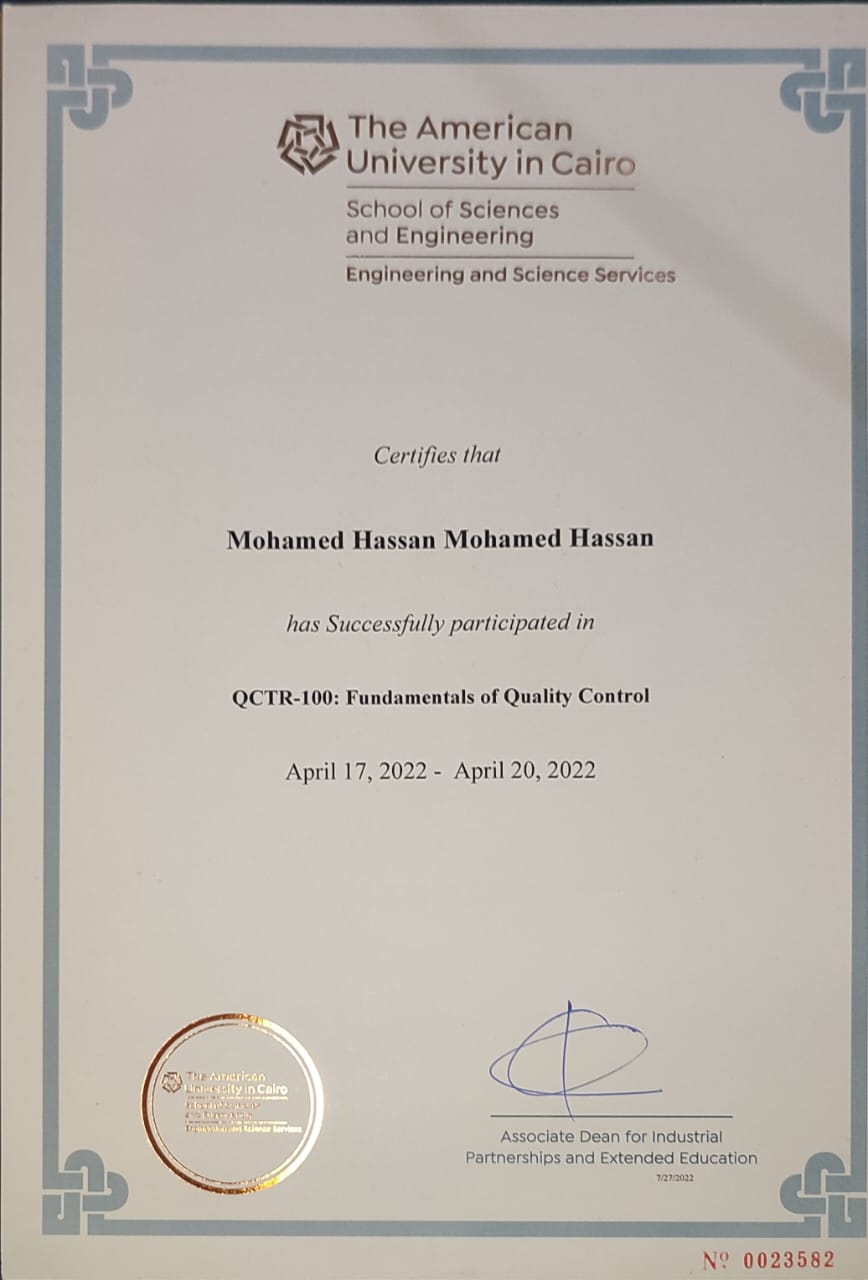 The American
University in Cairo
School of Sciences
and Engineering
Engineering and Science Services
Certifies that
Mohamed Hassan Mohamed Hassan
has Successfully participated in
QCTR-100: Fundamentals of Quality Control
April 17, 2022 - April 20, 2022
The American
University in Cairo
Engineering and Science Services
Associate Dean for Industrial
Partnerships and Extended Education
7/27/2022
Nº 0023582